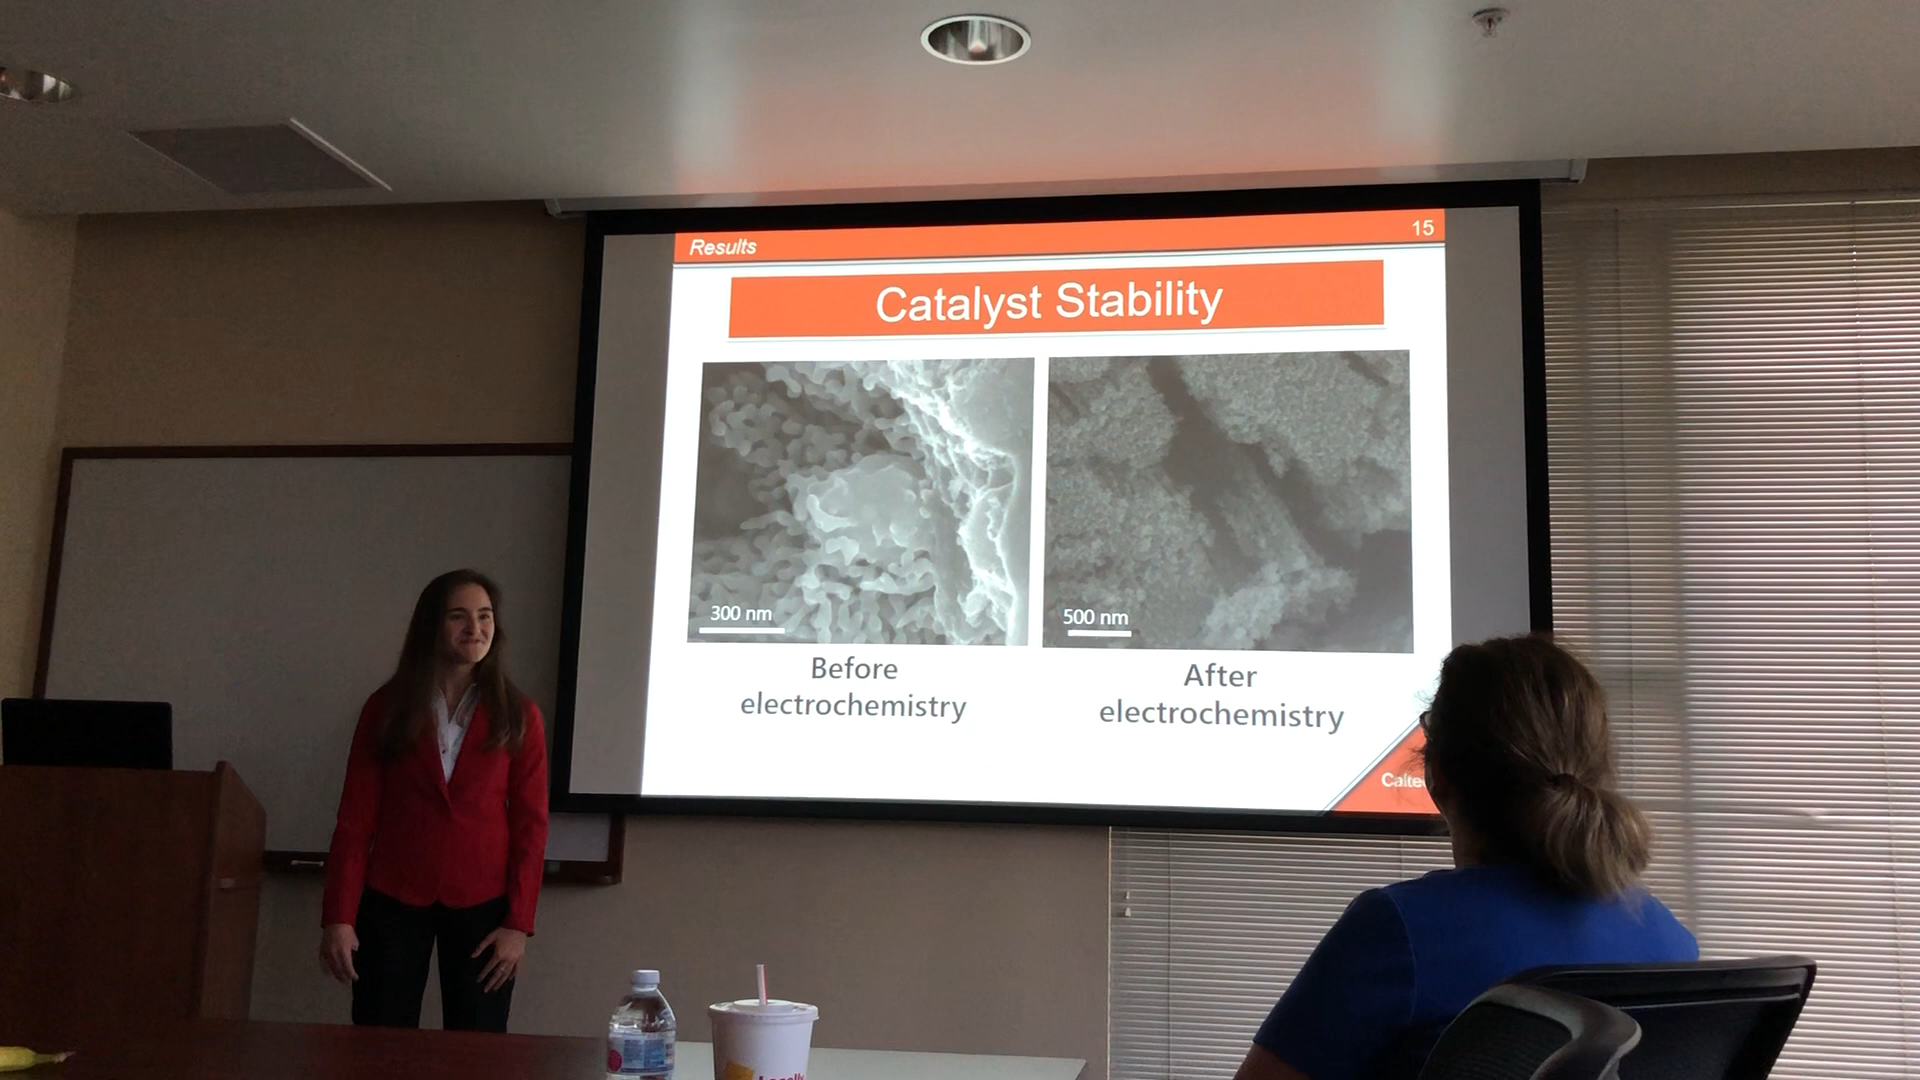 Results
15
Catalyst Stability
300 nm
500 nm
Before
electrochemistry
After
electrochemistry